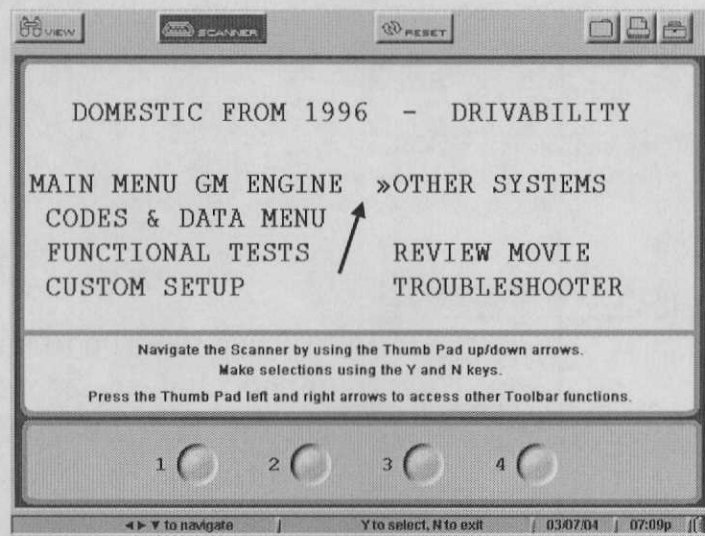 VIEW SCANNER RESET
DOMESTIC FROM 1996 - DRIVABILITY
MAIN MENU GM ENGINE »OTHER SYSTEMS
CODES & DATA MENU
FUNCTIONAL TESTS REVIEW MOVIE
CUSTOM SETUP TROUBLESHOOTER
Navigate the Scanner by using the Thumb Pad up/down arrows.
Make selections using the Y and N keys.
Press the Thumb Pad left and right arrows to access other Toolbar functions.
1 2 3 4
◄ ► ▼ to navigate Y to select, N to exit 03/07/04 07:09p